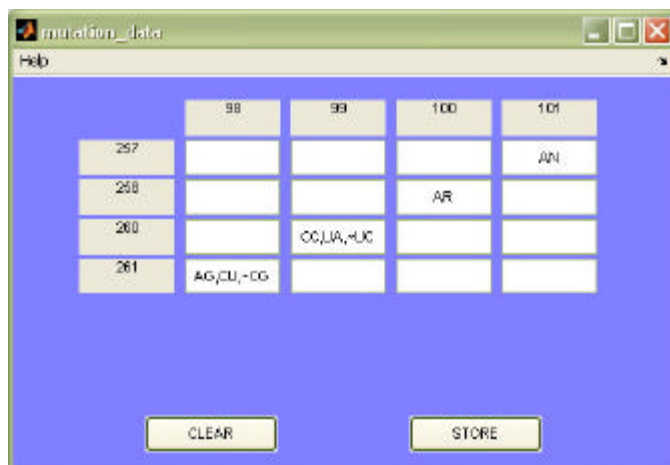 mutation_data
Help
98 99 100 101
257 AN
258 AR
260 CC,UA,~UC
261 AG,CU,~CG
CLEAR STORE